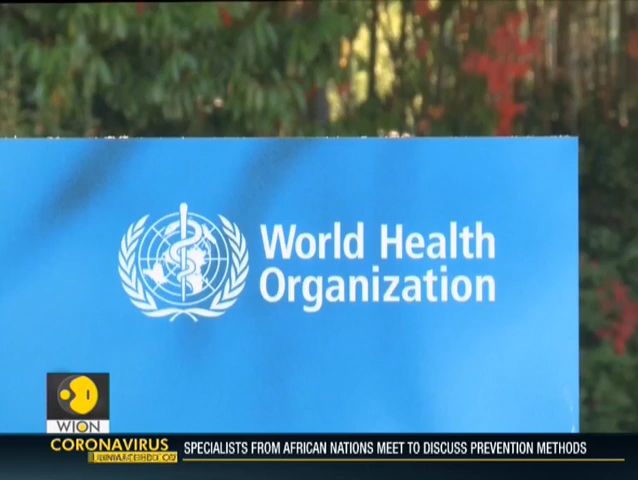 World Health
Organization
WION
CORONAVIRUS
SPECIALISTS FROM AFRICAN NATIONS MEET TO DISCUSS PREVENTION METHODS